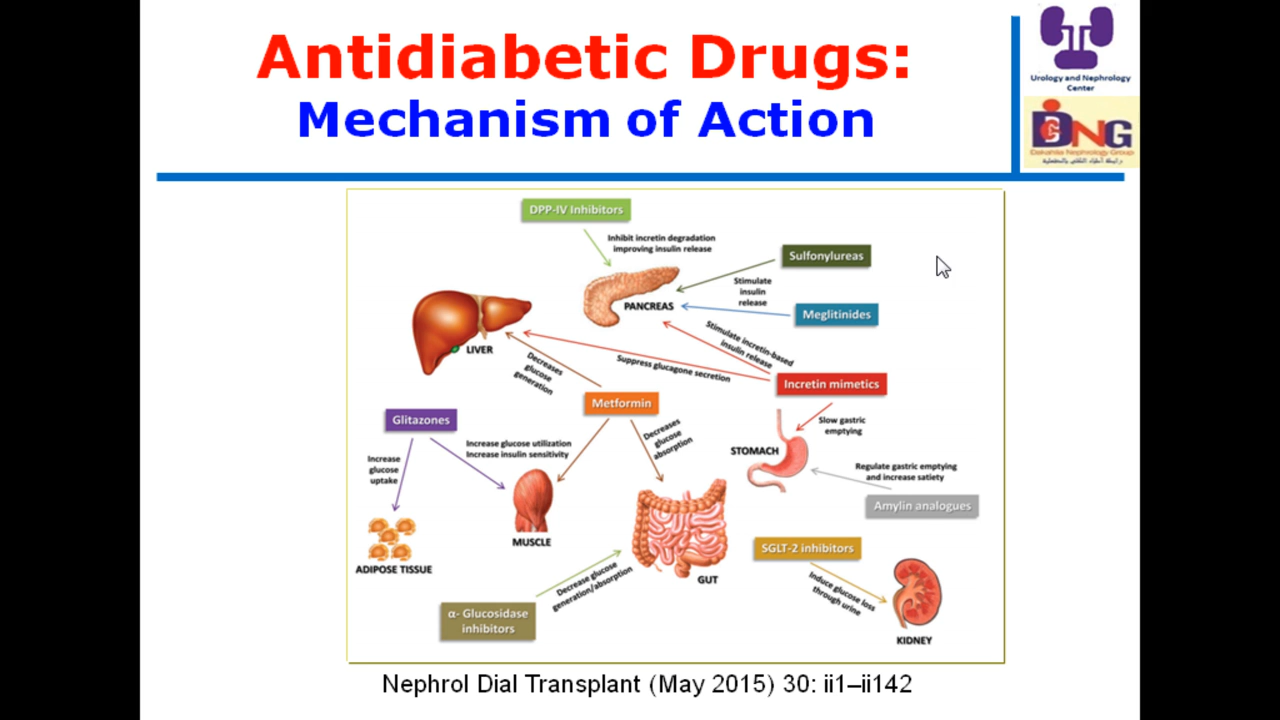 Antidiabetic Drugs:
Mechanism of Action
Urology and Nephrology
Center
DNG
Dakahlia Nephrology Group
DPP-IV Inhibitors
Inhibit incretin degradation
improving insulin release
Sulfonylureas
Stimulate
insulin
release
PANCREAS
Meglitinides
LIVER
Stimulate incretin-based
insulin release
Suppress glucagone secretion
Decreases
glucose
generation
Incretin mimetics
Metformin
Glitazones
Slow gastric
emptying
Decreases
glucose
absorption
Increase glucose utilization
Increase insulin sensitivity
STOMACH
Increase
glucose
uptake
Regulate gastric emptying
and increase satiety
Amylin analogues
MUSCLE
SGLT-2 inhibitors
ADIPOSE TISSUE
GUT
Decrease glucose
generation/absorption
Induce glucose loss
through urine
α- Glucosidase
inhibitors
KIDNEY
Nephrol Dial Transplant (May 2015) 30: ii1–ii142